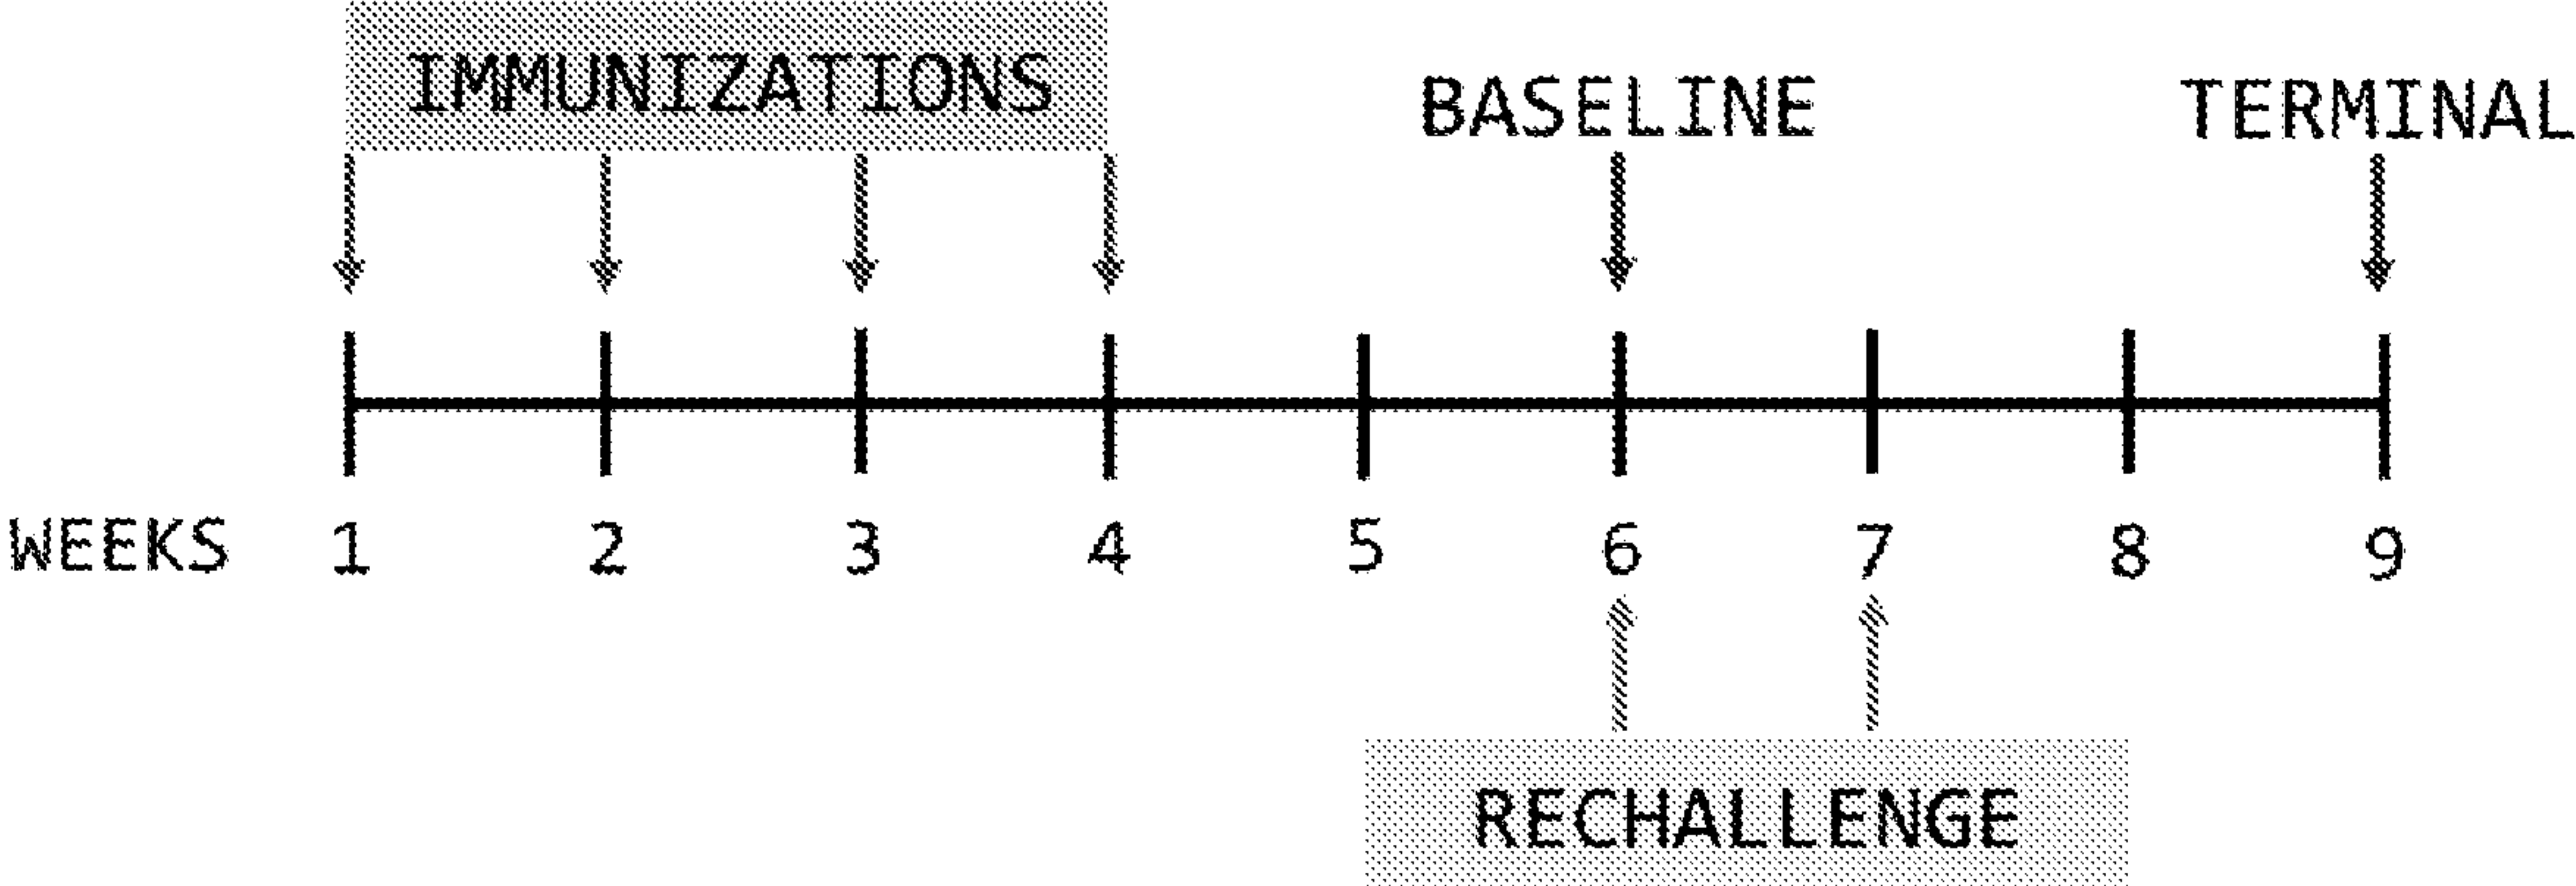 IMMUNIZATIONS
BASELINE
TERMINAL
WEEKS 1 2 3 4 5 6 7 8 9
RECHALLENGE